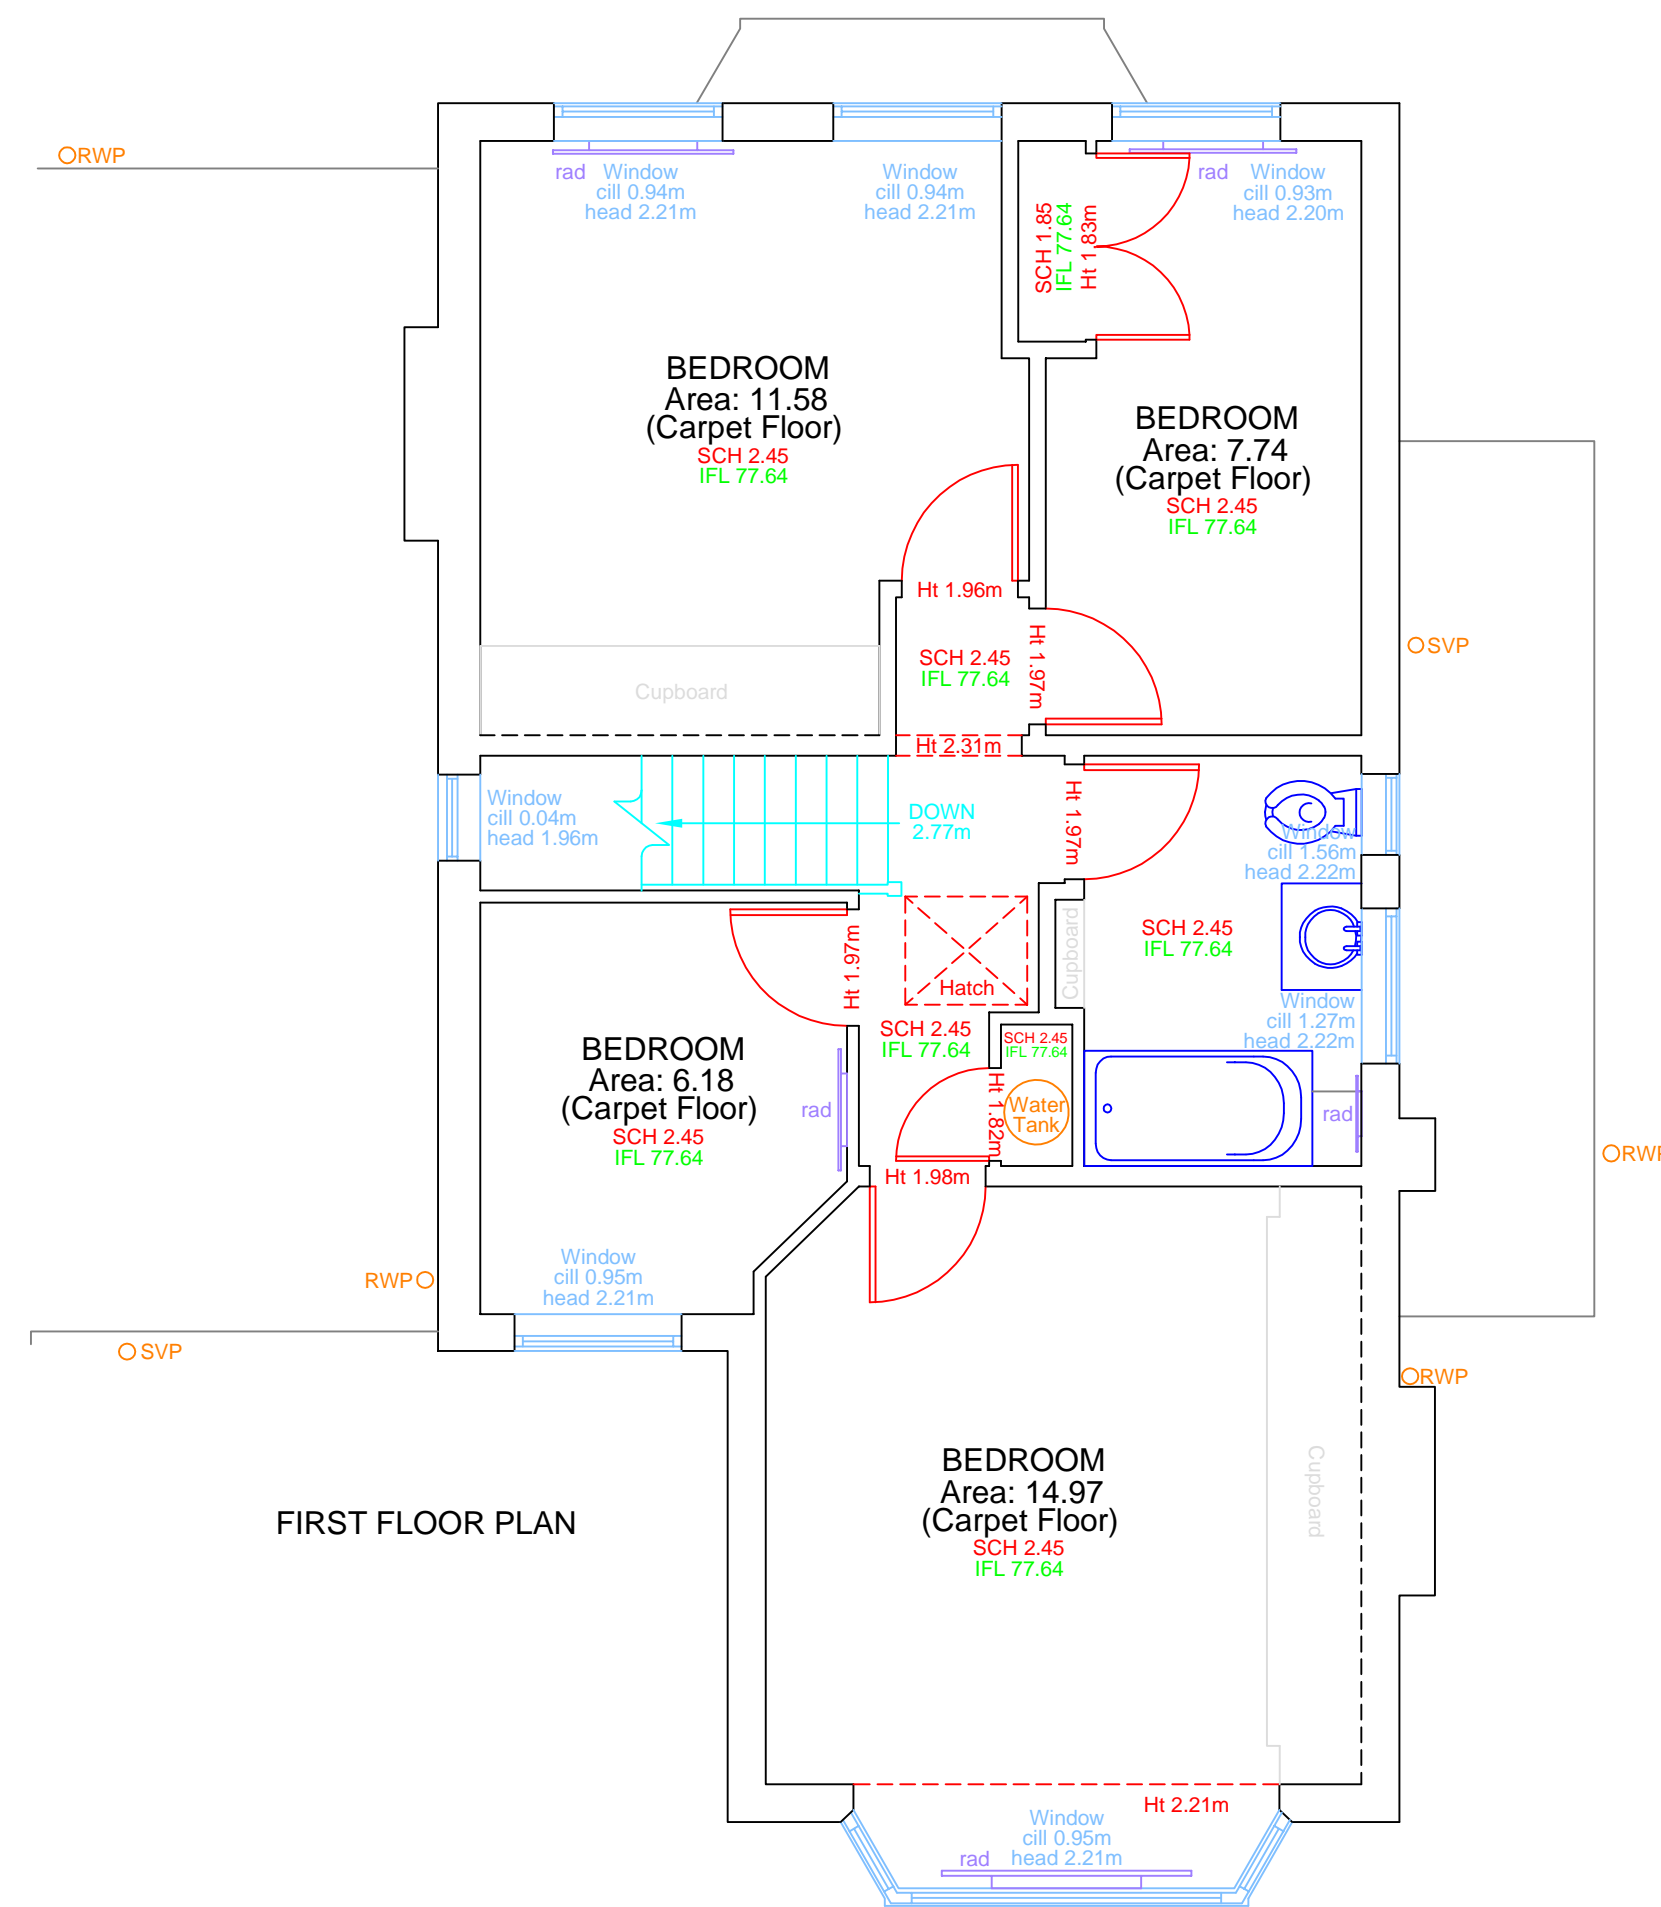 RWP
rad
Window
cill 0.94m
head 2.21m
Window
cill 0.94m
head 2.21m
rad
Window
cill 0.93m
head 2.20m
SCH 1.85
IFL 77.64
Ht 1.83m
BEDROOM
Area: 11.58
(Carpet Floor)
SCH 2.45
IFL 77.64
BEDROOM
Area: 7.74
(Carpet Floor)
SCH 2.45
IFL 77.64
Ht 1.96m
SCH 2.45
IFL 77.64
Ht 1.97m
SVP
Cupboard
Ht 2.31m
Window
cill 0.04m
head 1.96m
DOWN
2.77m
Ht 1.97m
Window
cill 1.56m
head 2.22m
Ht 1.97m
Hatch
Cupboard
SCH 2.45
IFL 77.64
Window
cill 1.27m
head 2.22m
SCH 2.45
IFL 77.64
SCH 2.45
IFL 77.64
BEDROOM
Area: 6.18
(Carpet Floor)
SCH 2.45
IFL 77.64
rad
Ht 1.82m
Water
Tank
rad
RWP
Ht 1.98m
Window
cill 0.95m
head 2.21m
RWP
SVP
RWP
BEDROOM
Area: 14.97
(Carpet Floor)
SCH 2.45
IFL 77.64
Cupboard
FIRST FLOOR PLAN
Ht 2.21m
Window
cill 0.95m
head 2.21m
rad